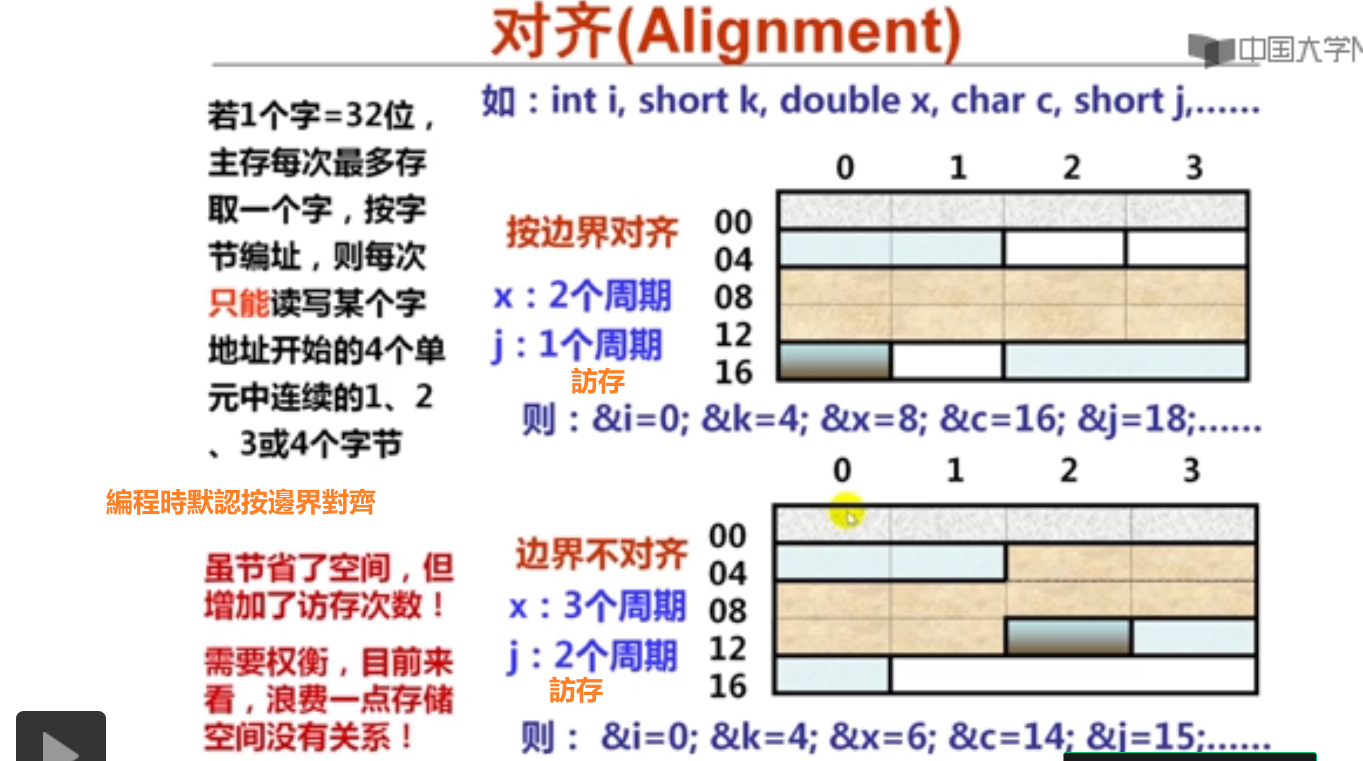 对齐(Alignment)
中国大学M
若1个字=32位，
主存每次最多存
取一个字，按字
节编址，则每次
只能读写某个字
地址开始的4个单
元中连续的1、2
、3或4个字节
編程時默認按邊界對齊
虽节省了空间，但
增加了访存次数！
需要权衡，目前来
看，浪费一点存储
空间没有关系！
如：int i, short k, double x, char c, short j,......
0 1 2 3
按边界对齐
x：2个周期
j：1个周期
訪存
00
04
08
12
16
则：&i=0; &k=4; &x=8; &c=16; &j=18;......
0 1 2 3
边界不对齐
x：3个周期
j：2个周期
訪存
00
04
08
12
16
则： &i=0; &k=4; &x=6; &c=14; &j=15;......